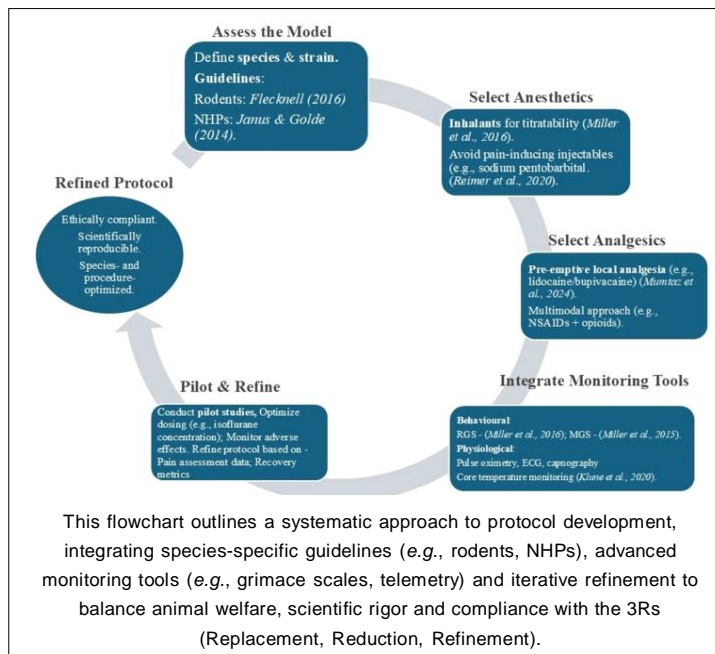 Assess the Model
Define species & strain.
Guidelines:
Rodents: Flecknell (2016)
NHPs: Janus & Golde
(2014).
Select Anesthetics
Inhalants for titratability (Miller
et al., 2016).
Avoid pain-inducing injectables
(e.g., sodium pentobarbital.
(Reimer et al., 2020).
Select Analgesics
Pre-emptive local analgesia (e.g.,
lidocaine/bupivacaine) (Mumtaz
et al., 2024).
Multimodal approach (e.g.,
NSAIDs + opioids).
Integrate Monitoring Tools
Behavioural:
RGS - (Miller et al., 2016); MGS - (Miller et al., 2015).
Physiological:
Pulse oximetry, ECG, capnography
Core temperature monitoring (Klune et al., 2020).
Pilot & Refine
Conduct pilot studies, Optimize
dosing (e.g., isoflurane
concentration); Monitor adverse
effects. Refine protocol based on -
Pain assessment data; Recovery
metrics
Refined Protocol
Ethically compliant.
Scientifically
reproducible.
Species- and
procedure-
optimized.
This flowchart outlines a systematic approach to protocol development,
integrating species-specific guidelines (e.g., rodents, NHPs), advanced
monitoring tools (e.g., grimace scales, telemetry) and iterative refinement to
balance animal welfare, scientific rigor and compliance with the 3Rs
(Replacement, Reduction, Refinement).